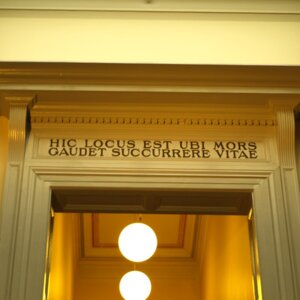 HIC LOCUS EST UBI MORS
GAUDET SUCCURRERE VITAE